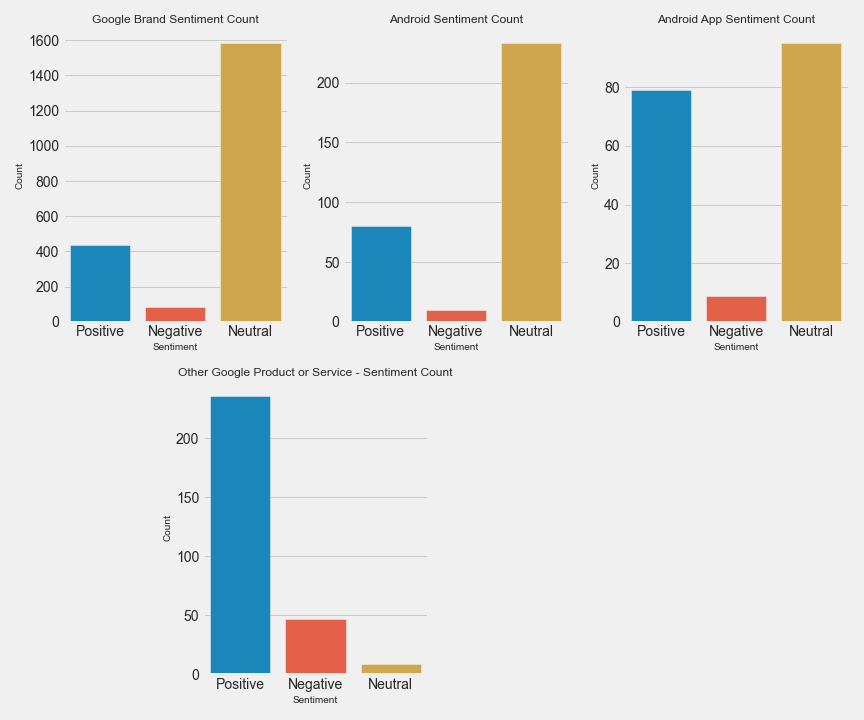 Google Brand Sentiment Count
1600
1400
1200
1000
800
600
400
200
0
Count
Positive Negative Neutral
Sentiment
Android Sentiment Count
200
150
100
50
0
Count
Positive Negative Neutral
Sentiment
Android App Sentiment Count
80
60
40
20
0
Count
Positive Negative Neutral
Sentiment
Other Google Product or Service - Sentiment Count
200
150
100
50
0
Count
Positive Negative Neutral
Sentiment